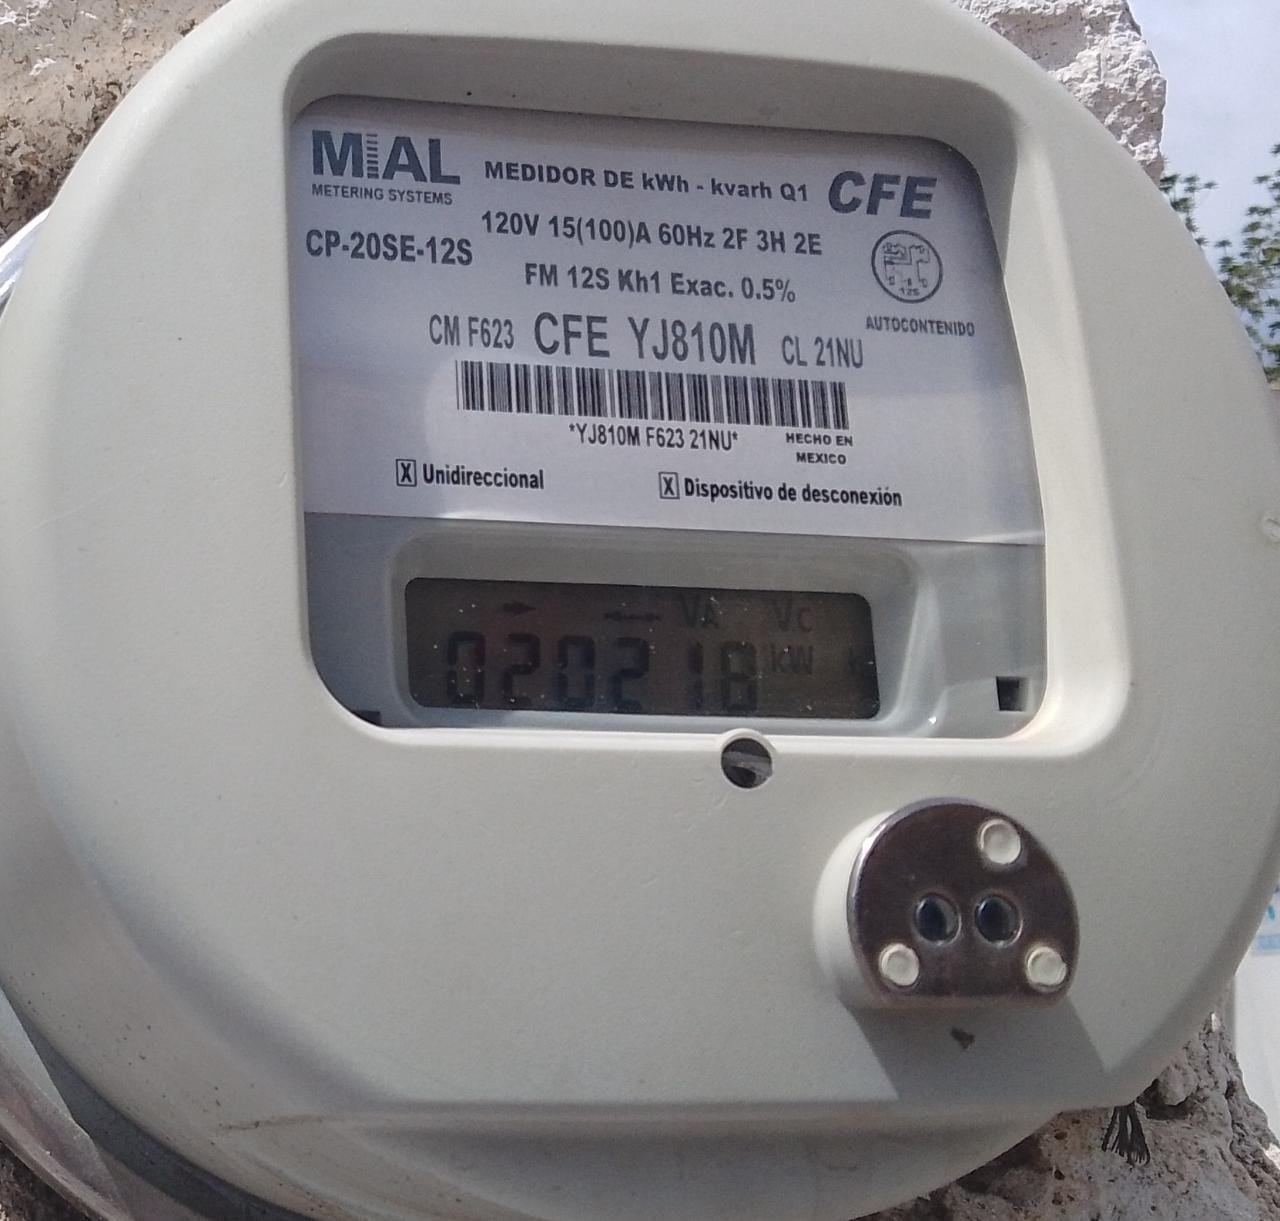 MIAL
METERING SYSTEMS
MEDIDOR DE kWh - kvarh Q1
CFE
CP-20SE-12S
120V 15(100)A 60Hz 2F 3H 2E
FM 12S Kh1 Exac. 0.5%
12S
AUTOCONTENIDO
CM F623 CFE YJ810M CL 21NU
*YJ810M F623 21NU*
HECHO EN
MEXICO
X Unidireccional
X Dispositivo de desconexión
VA VC
kW